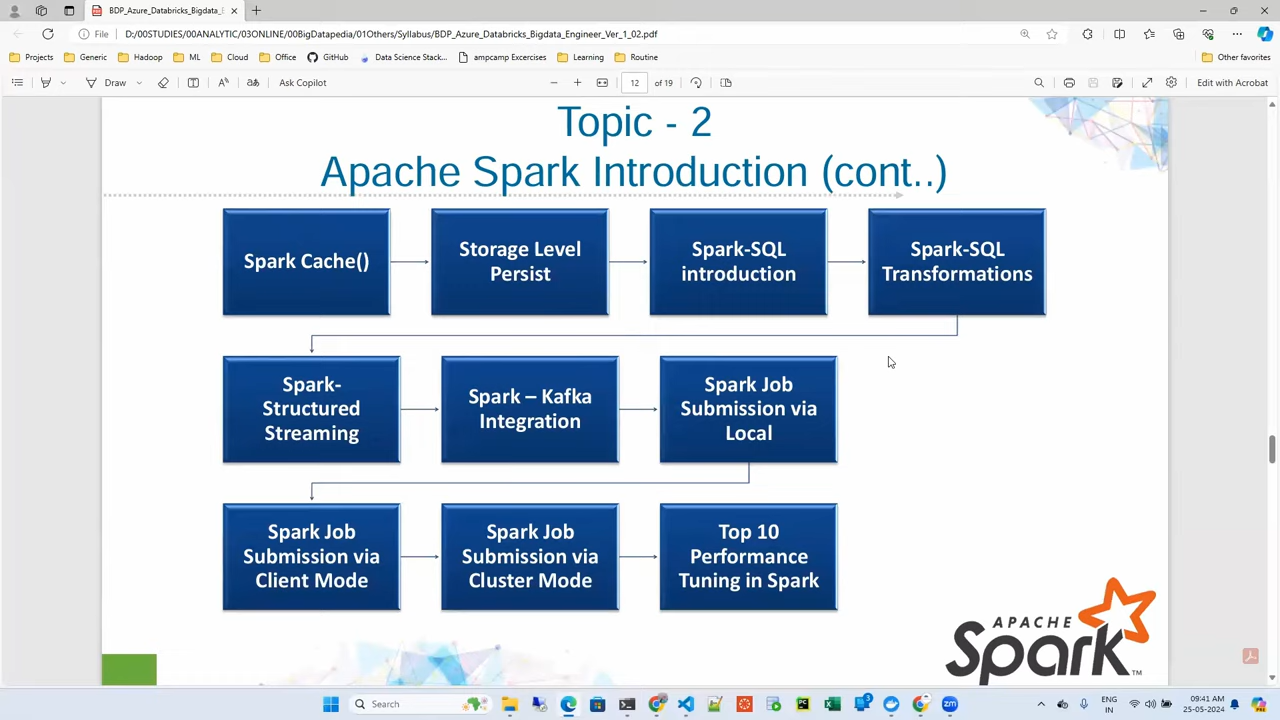 BDP_Azure_Databricks_Bigdata_E
File
D:/00STUDIES/00ANALYTIC/03ONLINE/00BigDatapedia/01Others/Syllabus/BDP_Azure_Databricks_Bigdata_Engineer_Ver_1_02.pdf
Projects
Generic
Hadoop
ML
Cloud
Office
GitHub
Data Science Stack...
ampcamp Excercises
Learning
Routine
Other favorites
Draw
Ask Copilot
12
of 19
Edit with Acrobat
Topic - 2
Apache Spark Introduction (cont..)
Spark Cache()
Storage Level
Persist
Spark-SQL
introduction
Spark-SQL
Transformations
Spark-
Structured
Streaming
Spark – Kafka
Integration
Spark Job
Submission via
Local
Spark Job
Submission via
Client Mode
Spark Job
Submission via
Cluster Mode
Top 10
Performance
Tuning in Spark
APACHE
Spark™
Search
ENG
IN
09:41 AM
25-05-2024